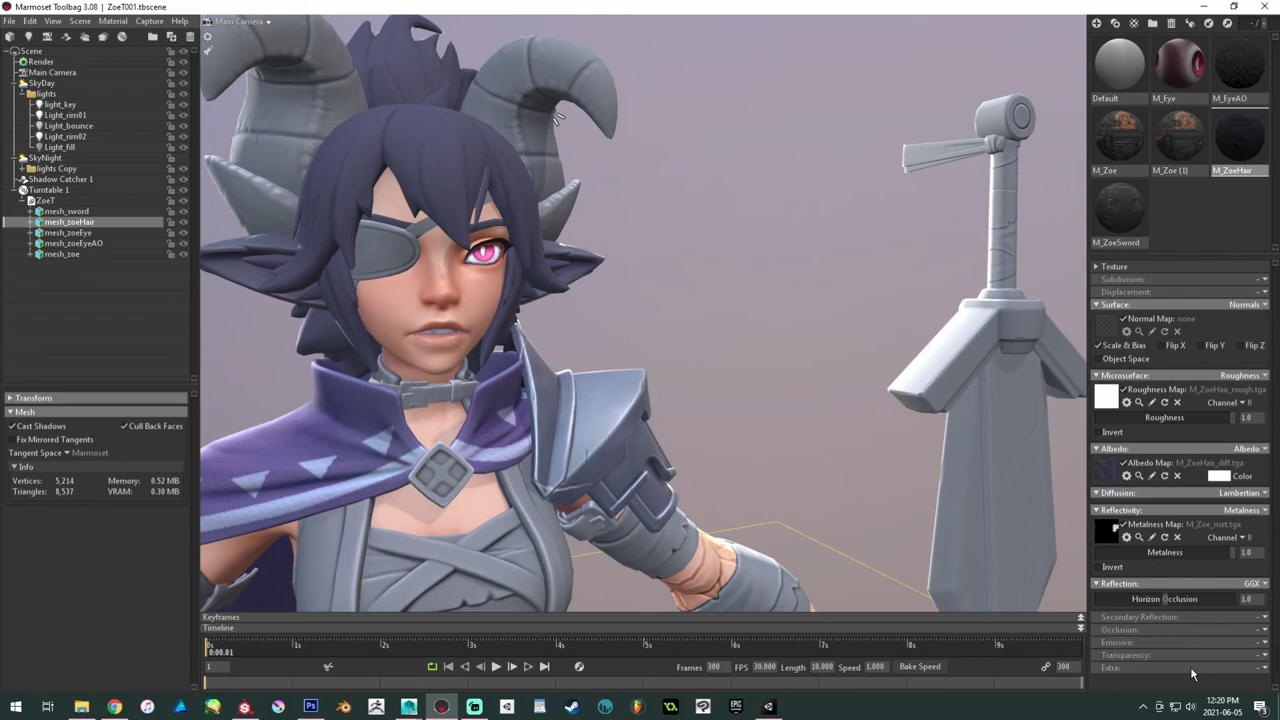 Marmoset Toolbag 3.08 | ZoeT001.tbscene
File Edit View Scene Material Capture Help
Main Camera
Scene
Render
Main Camera
SkyDay
lights
light_key
Light_rim01
Light_bounce
Light_rim02
Light_fill
SkyNight
lights Copy
Shadow Catcher 1
Turntable 1
ZoeT
mesh_sword
mesh_zoeHair
mesh_zoeEye
mesh_zoeEyeAO
mesh_zoe
Transform
Mesh
Cast Shadows Cull Back Faces
Fix Mirrored Tangents
Tangent Space Marmoset
Info
Vertices: 5,214 Memory: 0.52 MB
Triangles: 8,537 VRAM: 0.30 MB
Default M_Eye M_EyeAO
M_Zoe M_Zoe (1) M_ZoeHair
M_ZoeSword
Texture
Subdivision:
Displacement:
Surface: Normals
Normal Map: none
Scale & Bias Flip X Flip Y Flip Z
Object Space
Microsurface: Roughness
Roughness Map: M_ZoeHair_rough.tga
Channel R
Roughness 1.0
Invert
Albedo: Albedo
Albedo Map: M_ZoeHair_diff.tga
Color
Diffusion: Lambertian
Reflectivity: Metalness
Metalness Map: M_Zoe_met.tga
Channel R
Metalness 1.0
Invert
Reflection: GGX
Horizon Occlusion 1.0
Secondary Reflection:
Occlusion:
Emissive:
Transparency:
Extra:
Keyframes
Timeline
0s 1s 2s 3s 4s 5s 6s 7s 8s 9s
0:00.01
1 Frames 300 FPS 30.000 Length 10.000 Speed 1.000 Bake Speed 300
12:20 PM
2021-06-05